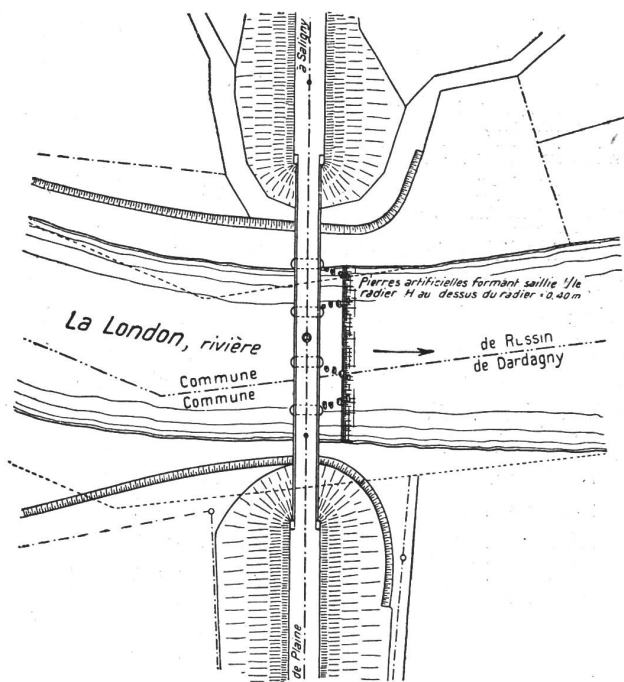 à Saligny
Pierres artificielles formant saillie s/le
radier H au dessus du radier = 0,40 m
La London, rivière
de Russin
de Dardagny
Commune
Commune
de Plaine